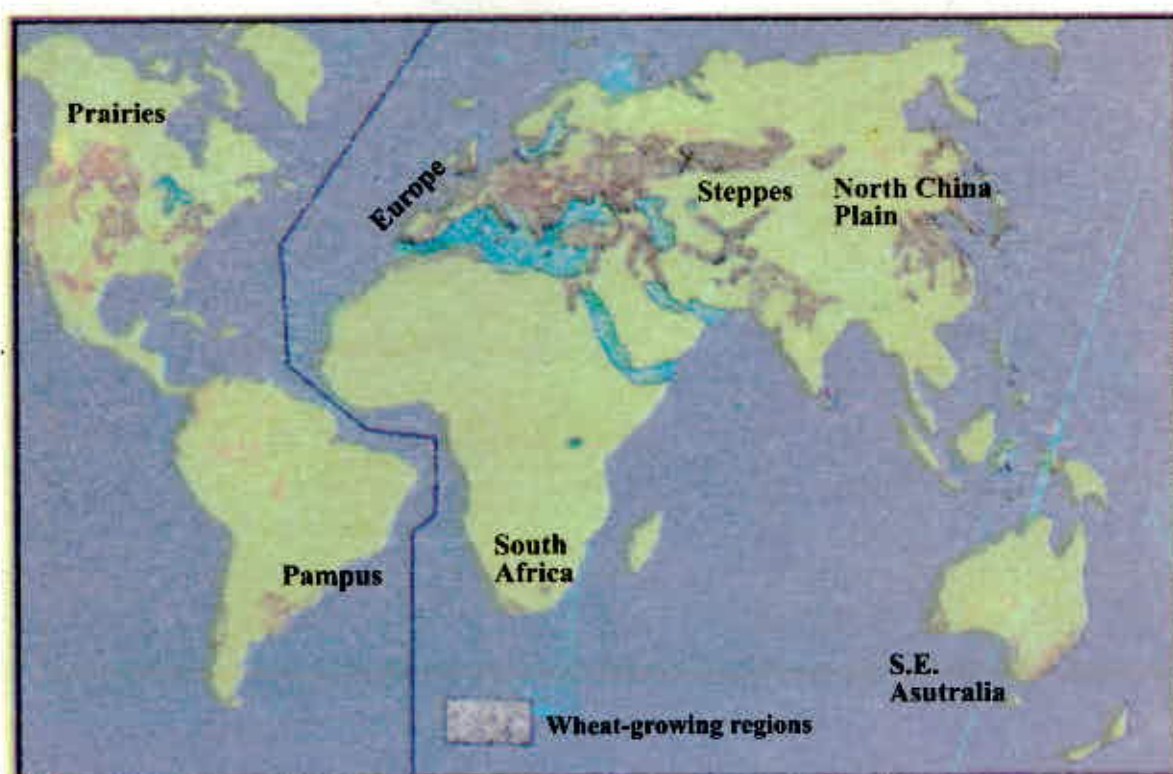 Prairies
Europe
Steppes
North China
Plain
South
Africa
Pampus
S.E.
Asutralia
Wheat-growing regions